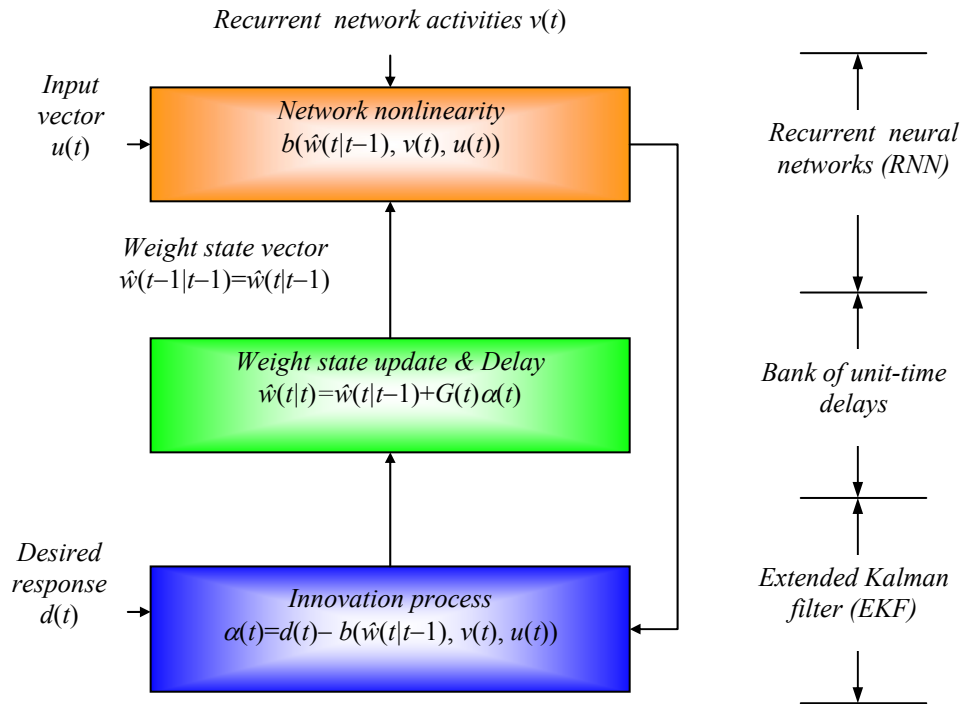 Recurrent network activities v(t)
Input
vector
u(t)
Network nonlinearity
b(ŵ(t|t−1), v(t), u(t))
Recurrent neural
networks (RNN)
Weight state vector
ŵ(t−1|t−1)=ŵ(t|t−1)
Weight state update & Delay
ŵ(t|t)=ŵ(t|t−1)+G(t)α(t)
Bank of unit-time
delays
Desired
response
d(t)
Innovation process
α(t)=d(t)− b(ŵ(t|t−1), v(t), u(t))
Extended Kalman
filter (EKF)